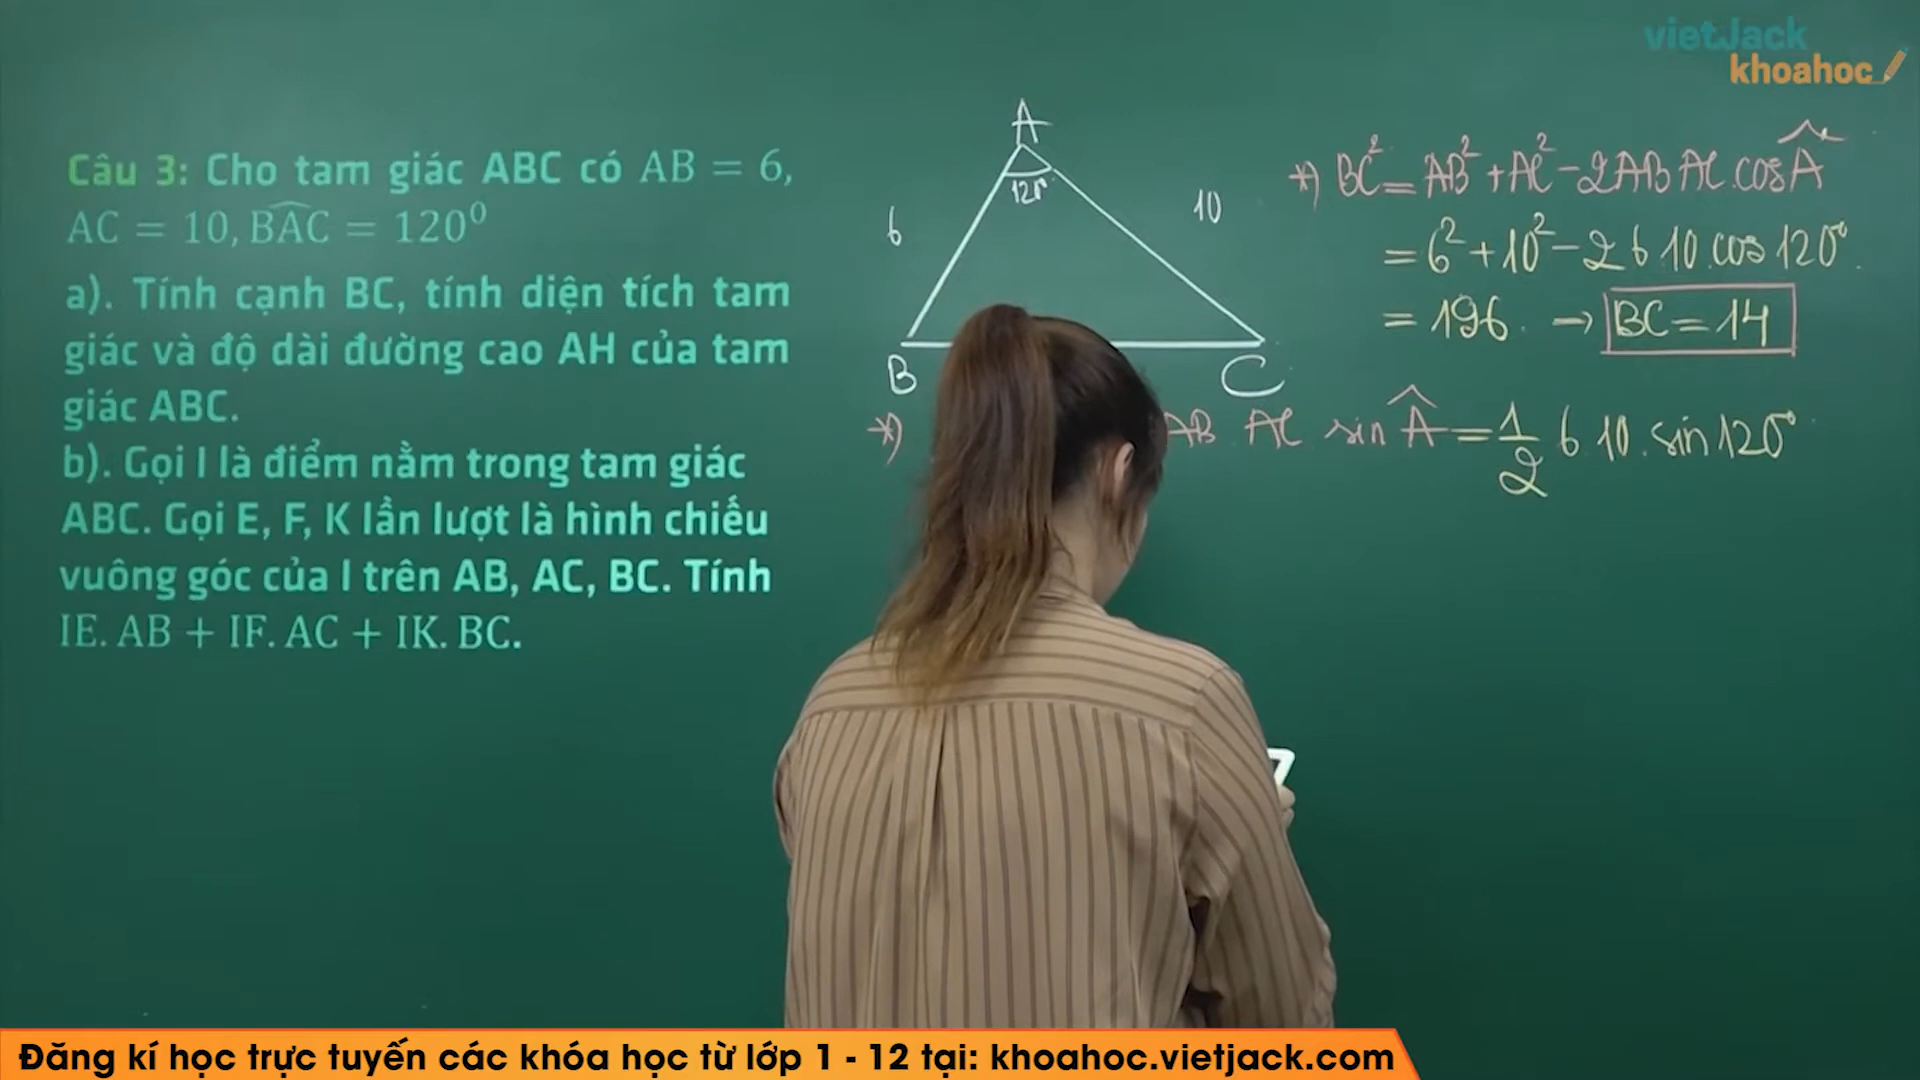 vietJack
khoahoc
Câu 3: Cho tam giác ABC có AB = 6,
AC = 10, \widehat{BAC} = 120⁰
a). Tính cạnh BC, tính diện tích tam
giác và độ dài đường cao AH của tam
giác ABC.
b). Gọi I là điểm nằm trong tam giác
ABC. Gọi E, F, K lần lượt là hình chiếu
vuông góc của I trên AB, AC, BC. Tính
IE. AB + IF. AC + IK. BC.
A
120°
6
10
B
C
*) BC² = AB² + AC² - 2AB AC . cos Â
= 6² + 10² - 2 6 10 . cos 120°.
= 196 . → BC = 14
*) AB . AC sin Â = 1/2 6 . 10 . sin 120°
Đăng kí học trực tuyến các khóa học từ lớp 1 - 12 tại: khoahoc.vietjack.com